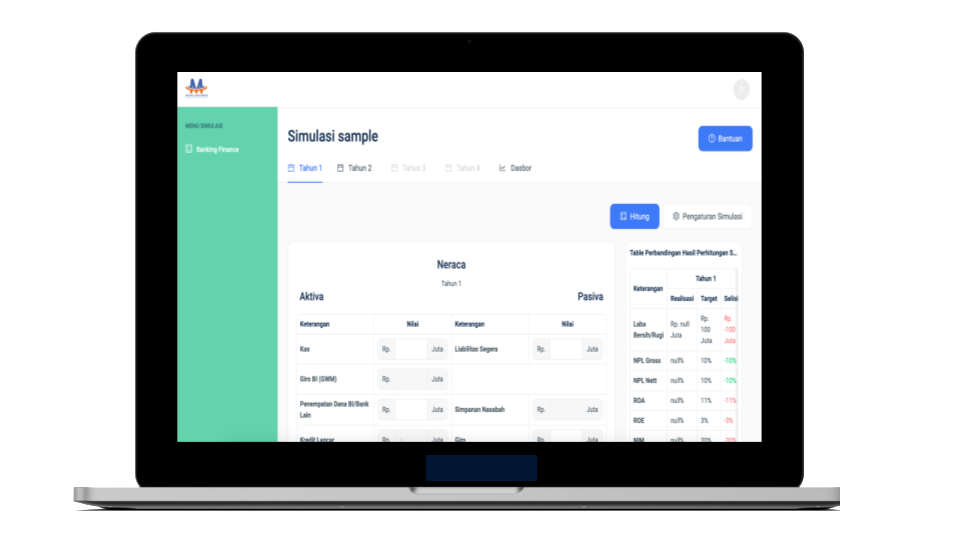 MENU SIMULASI
Banking Finance
Simulasi sample
Bantuan
Tahun 1 Tahun 2 Tahun 3 Tahun 4 Dasbor
Hitung Pengaturan Simulasi
Neraca
Tahun 1
Aktiva Pasiva
Keterangan Nilai Keterangan Nilai
Kas Rp. Juta Liabilitas Segera Rp. Juta
Giro BI (GWM) Rp. Juta
Penempatan Dana BI/Bank
Lain Rp. Juta Simpanan Nasabah Rp. Juta
Kredit Lancar Rp. Juta Giro Rp. Juta
Table Perbandingan Hasil Perhitungan S...
Keterangan Tahun 1
Realisasi Target Selisi
Laba
Bersih/Rugi Rp. null
Juta Rp.
100
Juta Rp.
-100
Juta
NPL Gross null% 10% -10%
NPL Nett null% 10% -10%
ROA null% 11% -11%
ROE null% 3% -3%
NIM null% 20% -20%